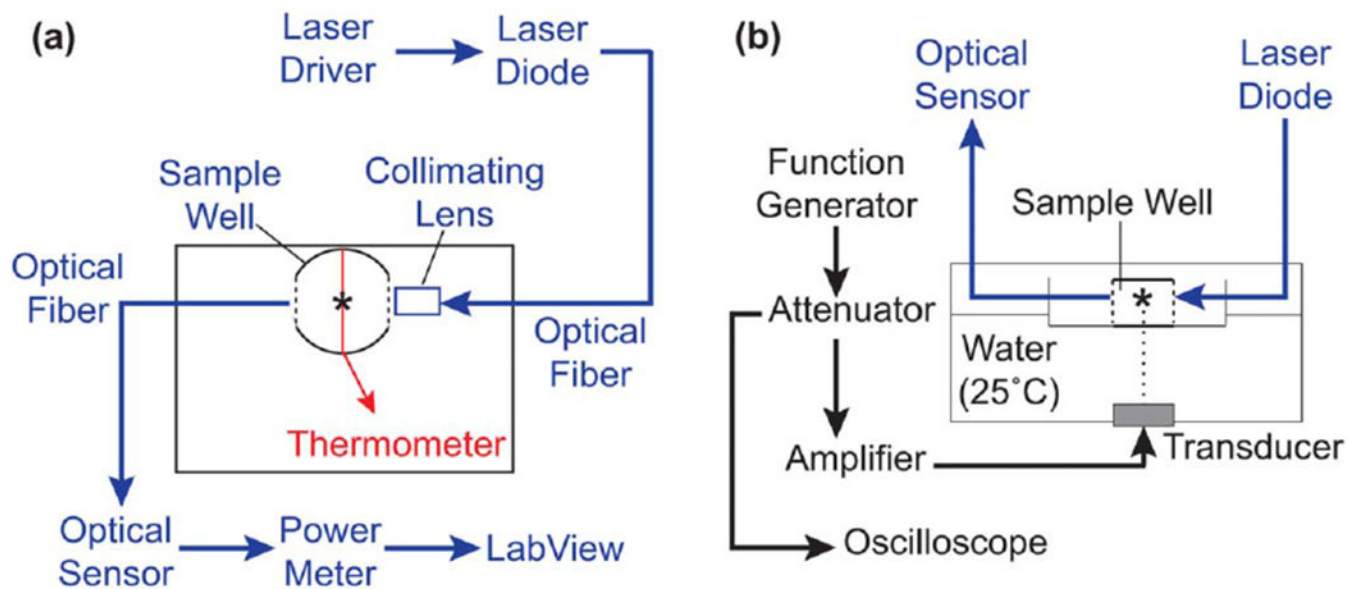 (a)
Laser
Driver
Laser
Diode
Sample
Well
Collimating
Lens
Optical
Fiber
*
Optical
Fiber
Thermometer
Optical
Sensor
Power
Meter
LabView
(b)
Optical
Sensor
Laser
Diode
Function
Generator
Sample Well
*
Attenuator
Water
(25˚C)
Amplifier
Transducer
Oscilloscope